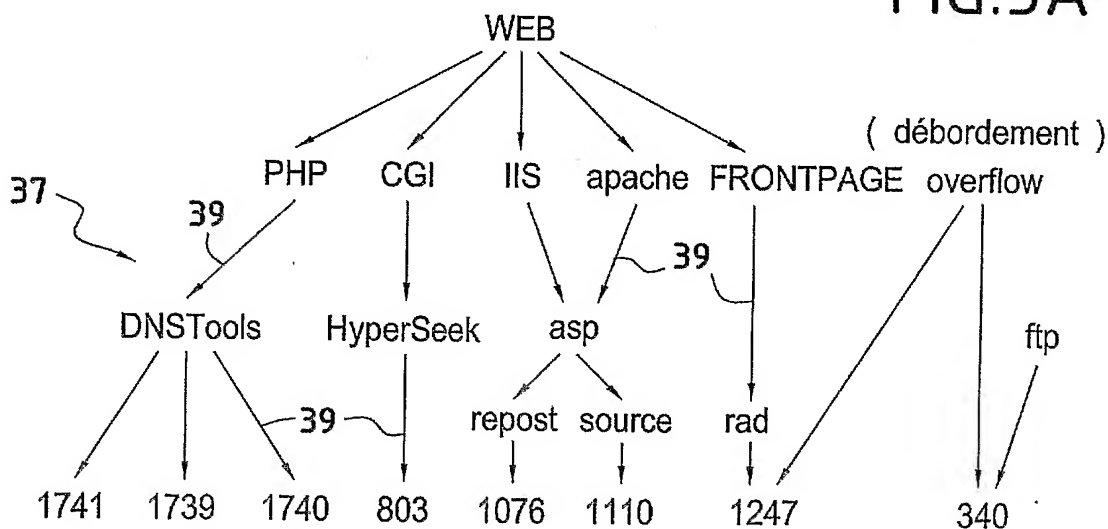 FIG.3A
WEB
( débordement )
PHP CGI IIS apache FRONTPAGE overflow
37
39
39
DNSTools HyperSeek asp
ftp
39
repost source rad
1741 1739 1740 803 1076 1110 1247 340